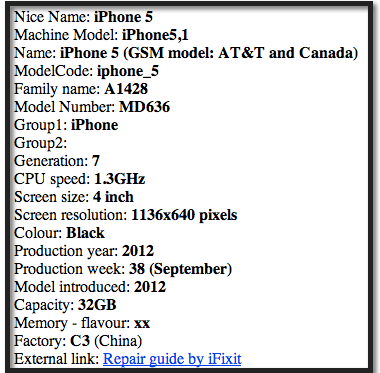 Nice Name: iPhone 5
Machine Model: iPhone5,1
Name: iPhone 5 (GSM model: AT&T and Canada)
ModelCode: iphone_5
Family name: A1428
Model Number: MD636
Group1: iPhone
Group2:
Generation: 7
CPU speed: 1.3GHz
Screen size: 4 inch
Screen resolution: 1136x640 pixels
Colour: Black
Production year: 2012
Production week: 38 (September)
Model introduced: 2012
Capacity: 32GB
Memory - flavour: xx
Factory: C3 (China)
External link: Repair guide by iFixit